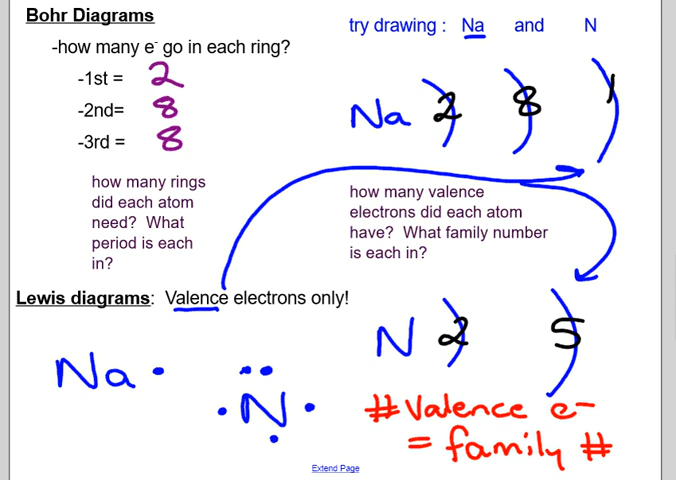 Bohr Diagrams
try drawing : Na and N
-how many e- go in each ring?
-1st = 2
-2nd= 8
-3rd = 8
Na 2 8 1
how many rings
did each atom
need? What
period is each
in?
how many valence
electrons did each atom
have? What family number
is each in?
Lewis diagrams: Valence electrons only!
N 2 5
Na
N
# Valence e-
= family #
Extend Page